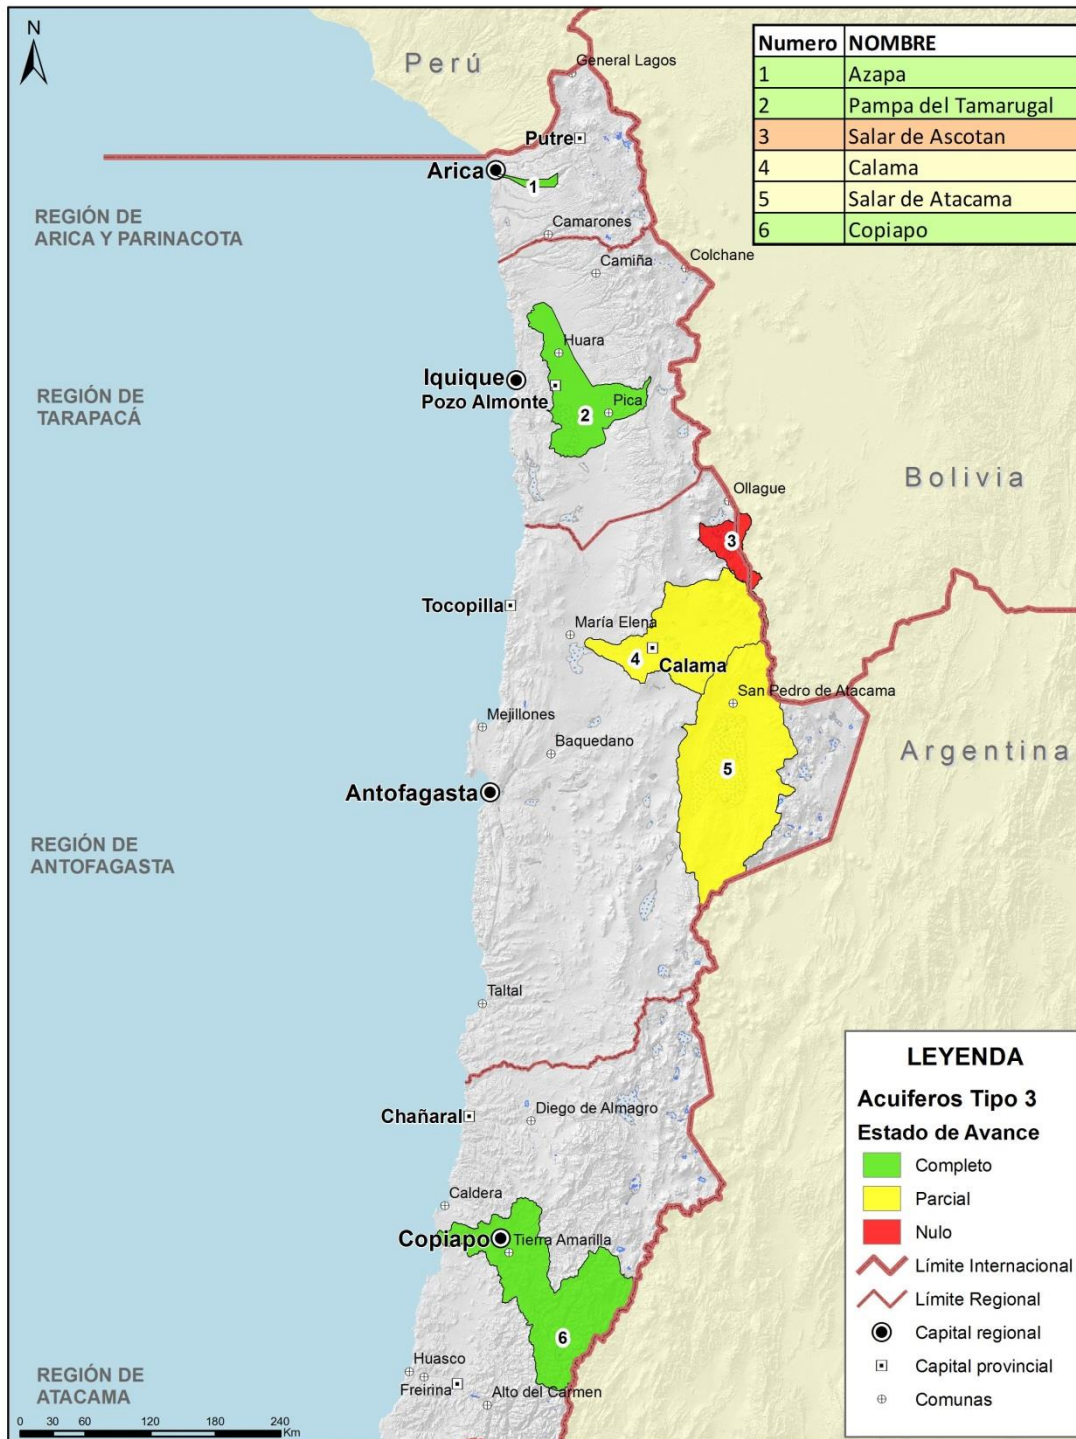 N
Perú
General Lagos
Numero NOMBRE
1 Azapa
2 Pampa del Tamarugal
3 Salar de Ascotan
4 Calama
5 Salar de Atacama
6 Copiapo
Putre
Arica
1
REGIÓN DE
ARICA Y PARINACOTA
Camarones
Colchane
Camiña
Huara
Iquique
Pozo Almonte
REGIÓN DE
TARAPACÁ
Pica
2
Bolivia
Ollague
3
Tocopilla
María Elena
4
Calama
San Pedro de Atacama
Mejillones
Baquedano
Argentina
5
Antofagasta
REGIÓN DE
ANTOFAGASTA
Taltal
Chañaral
Diego de Almagro
Caldera
Copiapo
Tierra Amarilla
6
Huasco
Freirina
Alto del Carmen
REGIÓN DE
ATACAMA
0 30 60 120 180 240
Km
LEYENDA
Acuiferos Tipo 3
Estado de Avance
Completo
Parcial
Nulo
Límite Internacional
Límite Regional
Capital regional
Capital provincial
Comunas